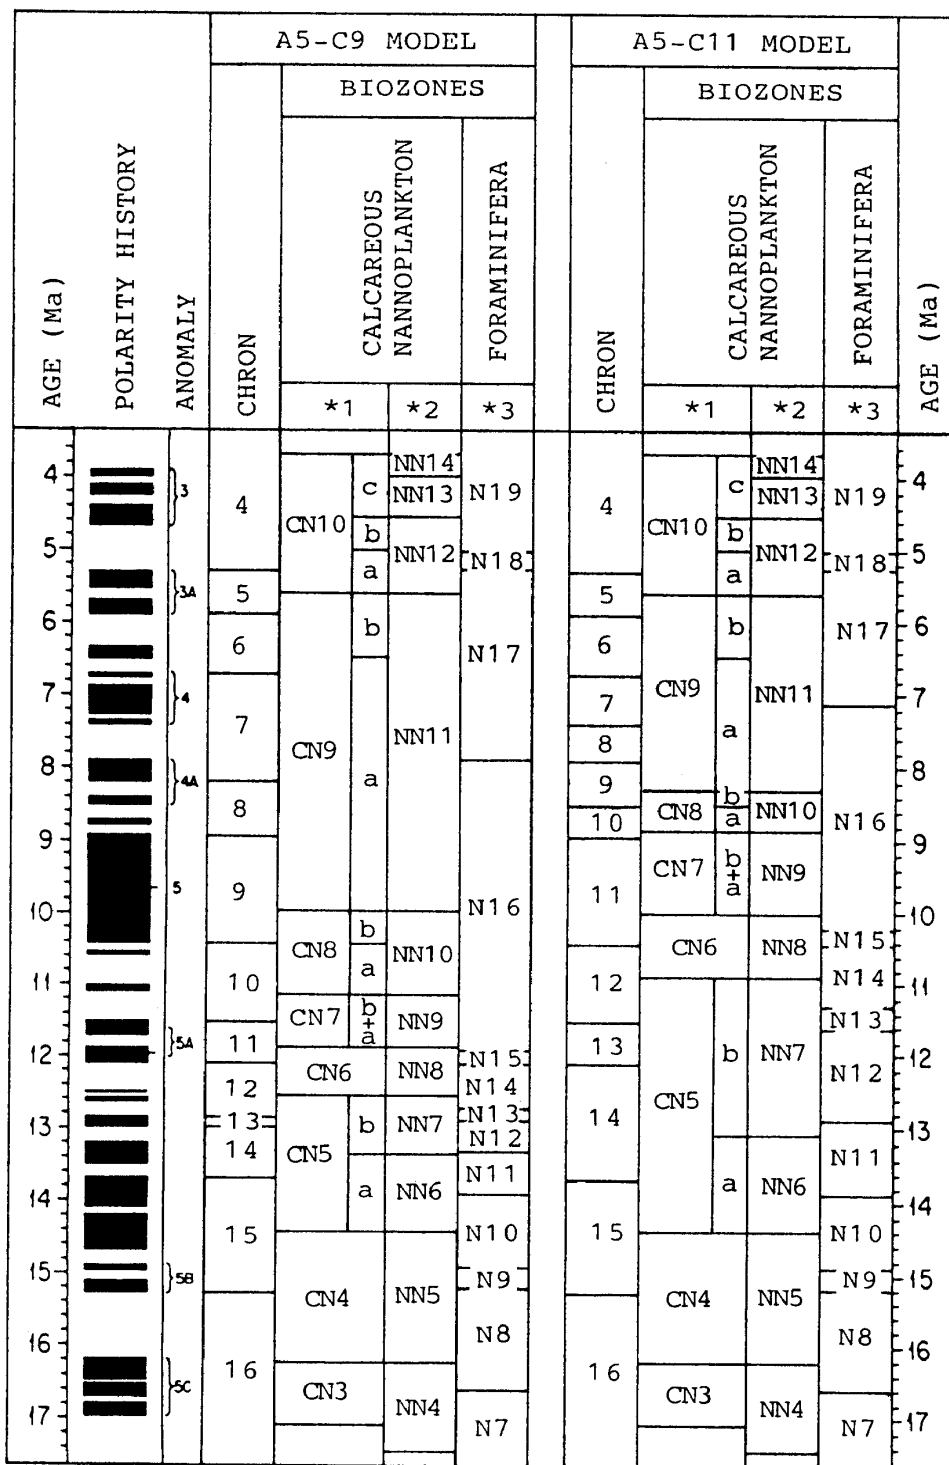 A5-C9 MODEL
A5-C11 MODEL
BIOZONES
BIOZONES
AGE (Ma)
POLARITY HISTORY
ANOMALY
CHRON
CALCAREOUS
NANNOPLANKTON
FORAMINIFERA
CHRON
CALCAREOUS
NANNOPLANKTON
FORAMINIFERA
AGE (Ma)
*1 *2 *3
*1 *2 *3
4
5
6
7
8
9
10
11
12
13
14
15
16
17
3
3A
4
4A
5
5A
5B
5C
4
5
6
7
8
9
10
11
12
13
14
15
16
CN10
CN9
CN8
CN7
CN6
CN5
CN4
CN3
c
b
a
b
a
b
a
b
+
a
b
a
NN14
NN13
NN12
NN11
NN10
NN9
NN8
NN7
NN6
NN5
NN4
N19
N18
N17
N16
N15
N14
N13
N12
N11
N10
N9
N8
N7
4
5
6
7
8
9
10
11
12
13
14
15
16
CN10
CN9
CN8
CN7
CN6
CN5
CN4
CN3
c
b
a
b
a
b
a
b
+
a
b
a
NN14
NN13
NN12
NN11
NN10
NN9
NN8
NN7
NN6
NN5
NN4
N19
N18
N17
N16
N15
N14
N13
N12
N11
N10
N9
N8
N7
4
5
6
7
8
9
10
11
12
13
14
15
16
17